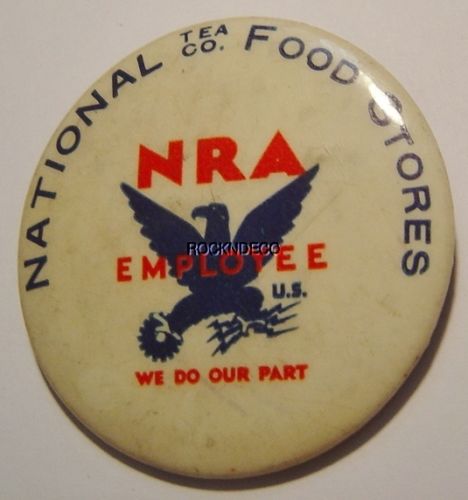 NATIONAL TEA CO. FOOD STORES
NRA
ROCKNDECO
EMPLOYEE
U.S.
WE DO OUR PART